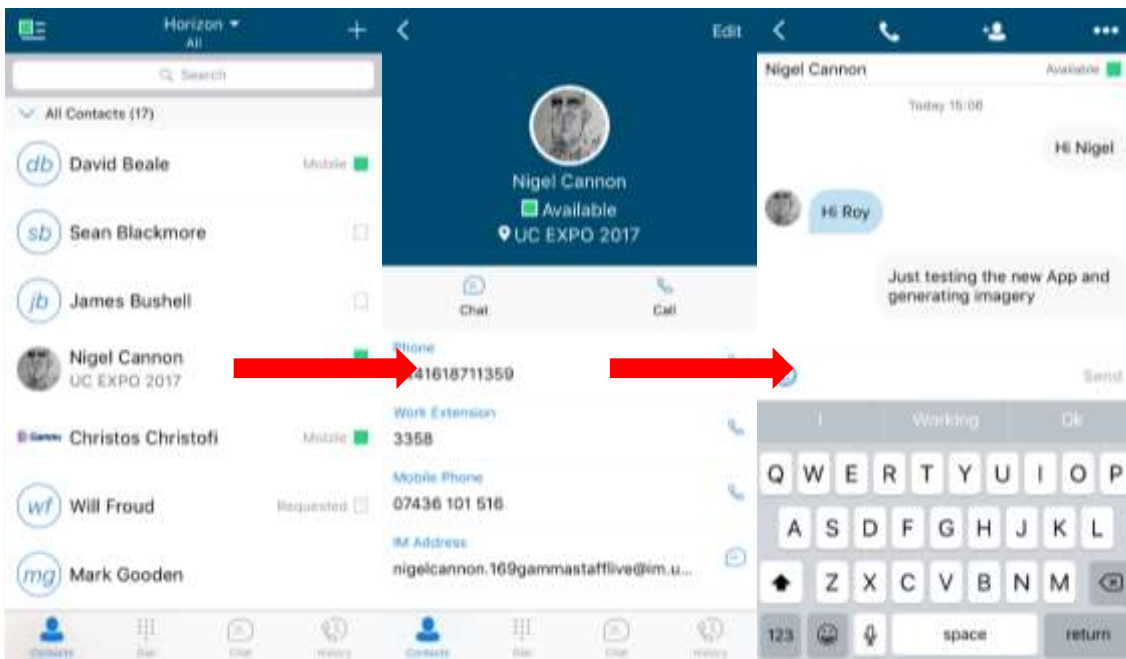 Horizon
All
Search
All Contacts (17)
db David Beale Mobile
sb Sean Blackmore
jb James Bushell
Nigel Cannon
UC EXPO 2017
Gamma Christos Christofi Mobile
wf Will Froud Requested
mg Mark Gooden
Contacts Dial Chat History
Edit
Nigel Cannon
Available
UC EXPO 2017
Chat Call
Phone
41618711359
Work Extension
3358
Mobile Phone
07436 101 516
IM Address
nigelcannon.169gammastafflive@im.u...
Contacts Dial Chat History
Nigel Cannon Available
Today 15:06
Hi Nigel
Hi Roy
Just testing the new App and
generating imagery
Send
I Working Ok
Q W E R T Y U I O P
A S D F G H J K L
Z X C V B N M
123 space return